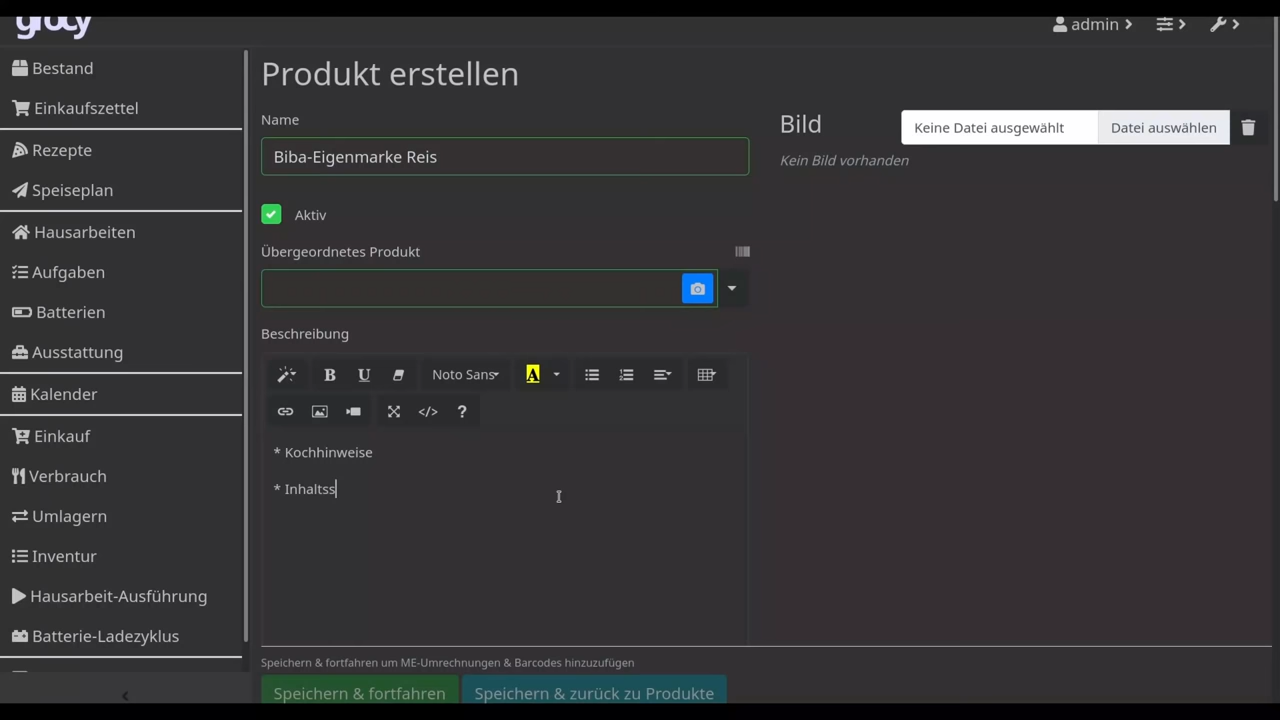 grocy
admin
Bestand
Einkaufszettel
Rezepte
Speiseplan
Hausarbeiten
Aufgaben
Batterien
Ausstattung
Kalender
Einkauf
Verbrauch
Umlagern
Inventur
Hausarbeit-Ausführung
Batterie-Ladezyklus
Produkt erstellen
Name
Biba-Eigenmarke Reis
Aktiv
Übergeordnetes Produkt
Beschreibung
B U Noto Sans A
</> ?
* Kochhinweise
* Inhaltss
Speichern & fortfahren um ME-Umrechnungen & Barcodes hinzuzufügen
Speichern & fortfahren Speichern & zurück zu Produkte
Bild
Keine Datei ausgewählt Datei auswählen
Kein Bild vorhanden